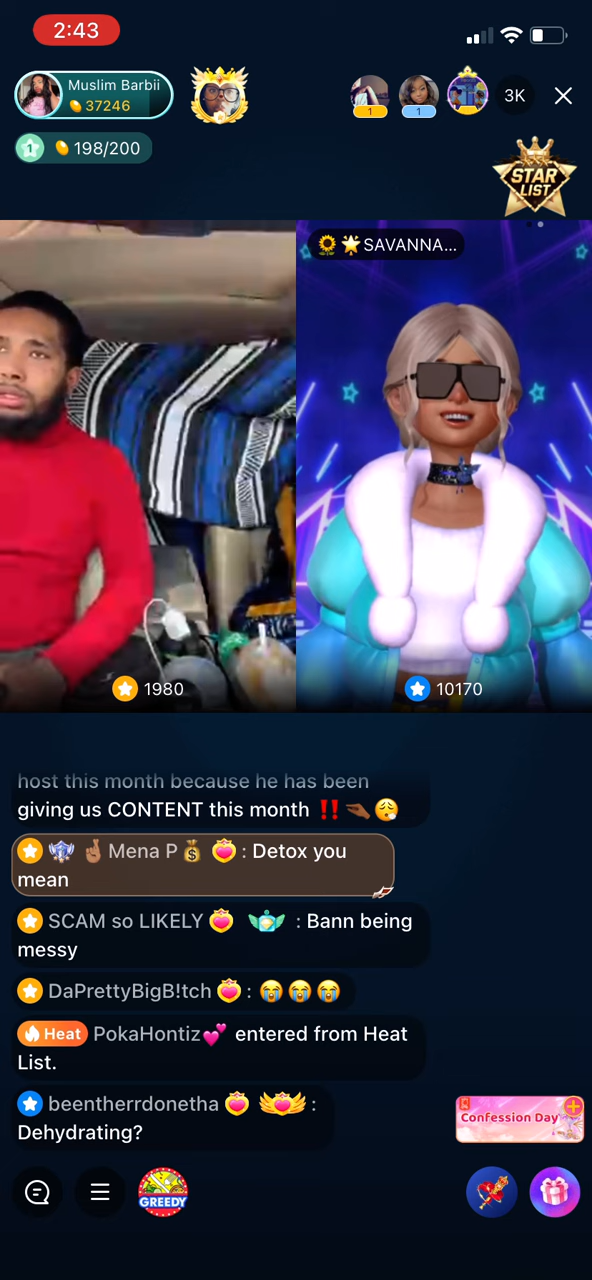 2:43
Muslim Barbii
37246
1
1
3K
1
198/200
STAR
LIST
SAVANNA...
1980
10170
host this month because he has been
giving us CONTENT this month ‼️🤏🏾😮‍💨
🤞🏽Mena P💰 : Detox you
mean
SCAM so LIKELY : Bann being
messy
DaPrettyBigB!tch : 😭😭😭
Heat PokaHontiz💕 entered from Heat
List.
beentherrdonetha :
Dehydrating?
Confession Day
GREEDY